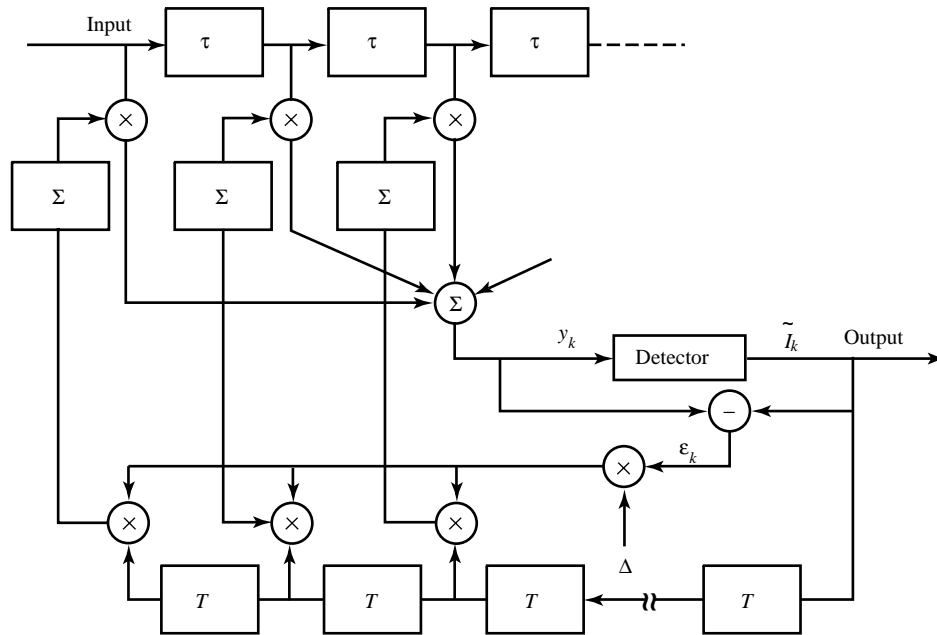 Input
τ τ τ
× × ×
Σ Σ Σ
Σ
y_k Detector Ĩ_k Output
−
ε_k
×
× × ×
Δ
T T T T